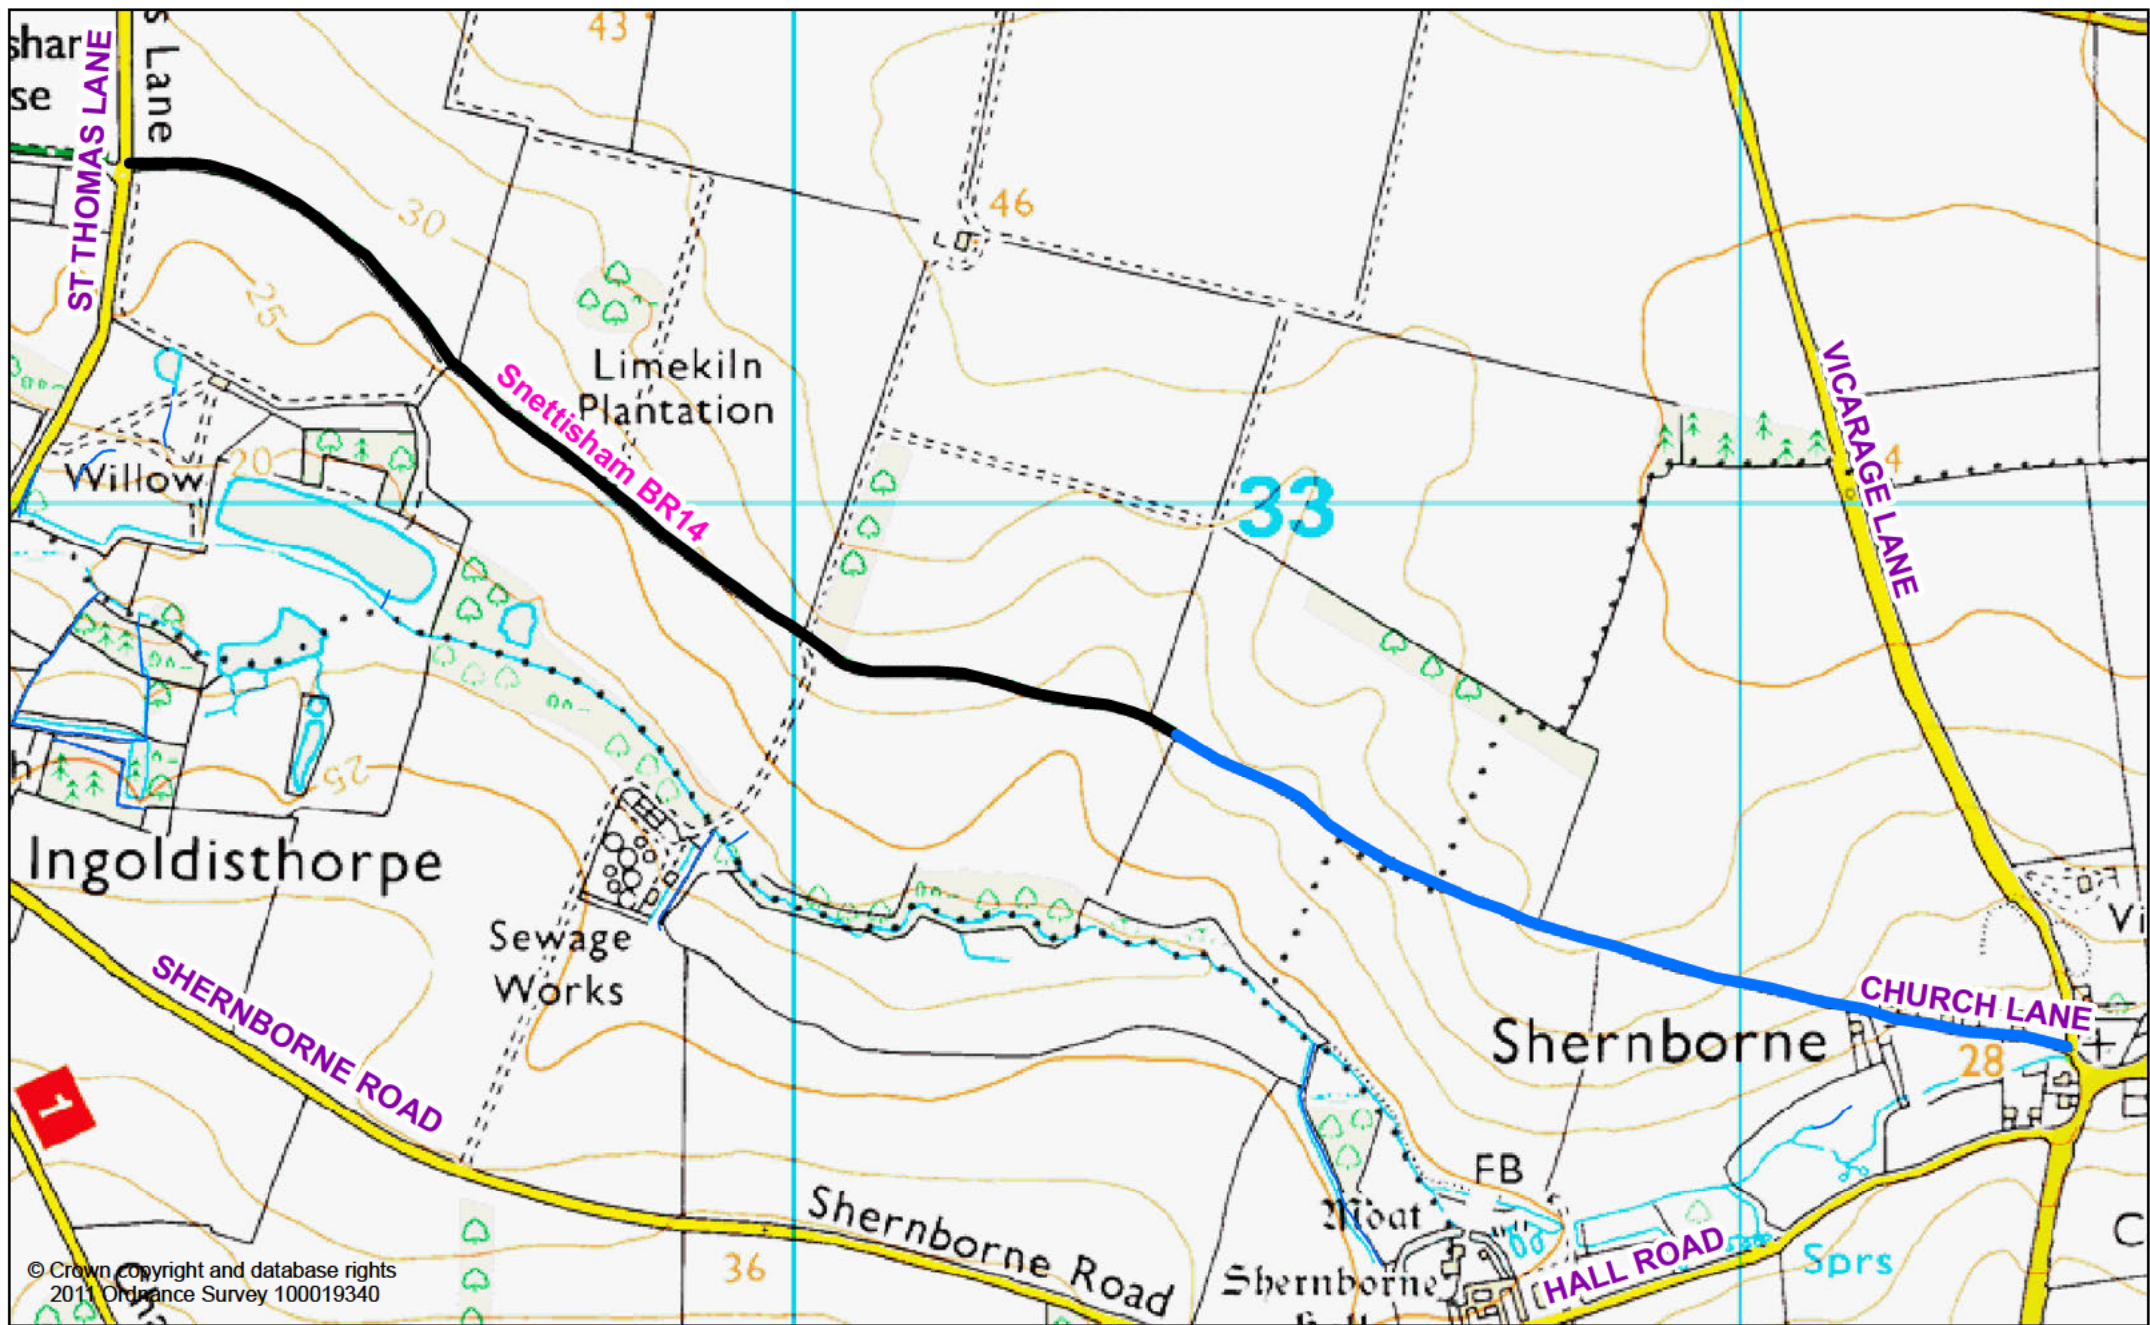 s Lane
43
shar
se
ST THOMAS LANE
46
30
25
Limekiln
Plantation
Snettisham BR14
VICARAGE LANE
4
20
Willow
33
h
25
Ingoldisthorpe
Sewage
Works
SHERNBORNE ROAD
CHURCH LANE
Vi
Shernborne
28
1
FB
Moat
Shernborne Road
36
HALL ROAD
Sprs
C
Shernborne
Hall
© Crown copyright and database rights
2011 Ordnance Survey 100019340